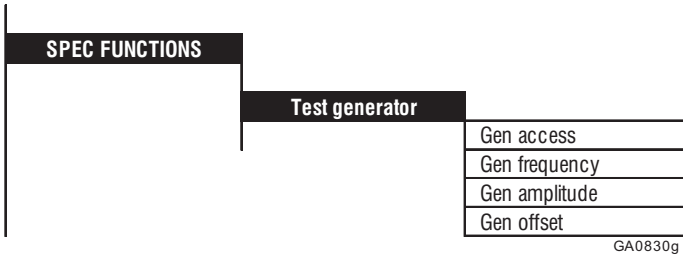 SPEC FUNCTIONS
Test generator
Gen access
Gen frequency
Gen amplitude
Gen offset
GA0830g